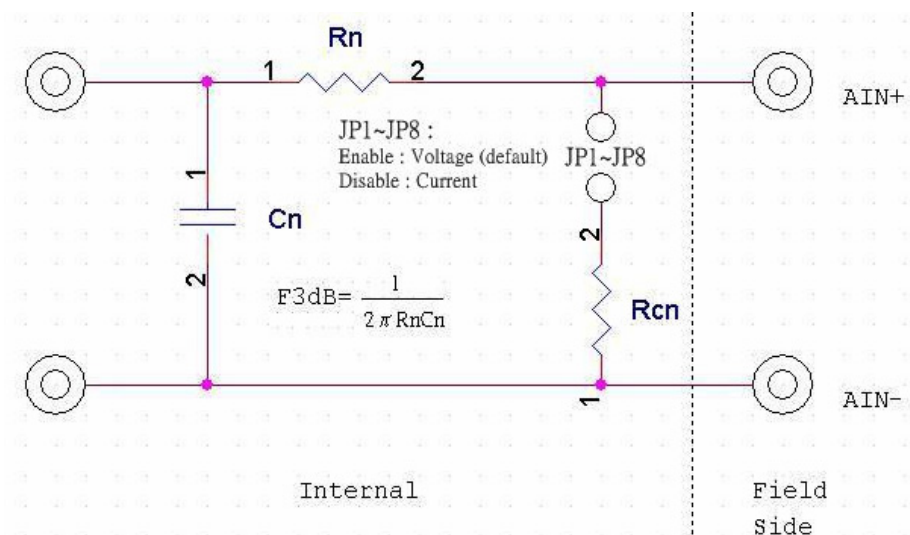 Rn
1
2
AIN+
JP1~JP8 :
Enable : Voltage (default)
Disable : Current
JP1~JP8
1
Cn
2
2
F3dB= 1
2 π RnCn
Rcn
1
AIN-
Internal
Field
Side